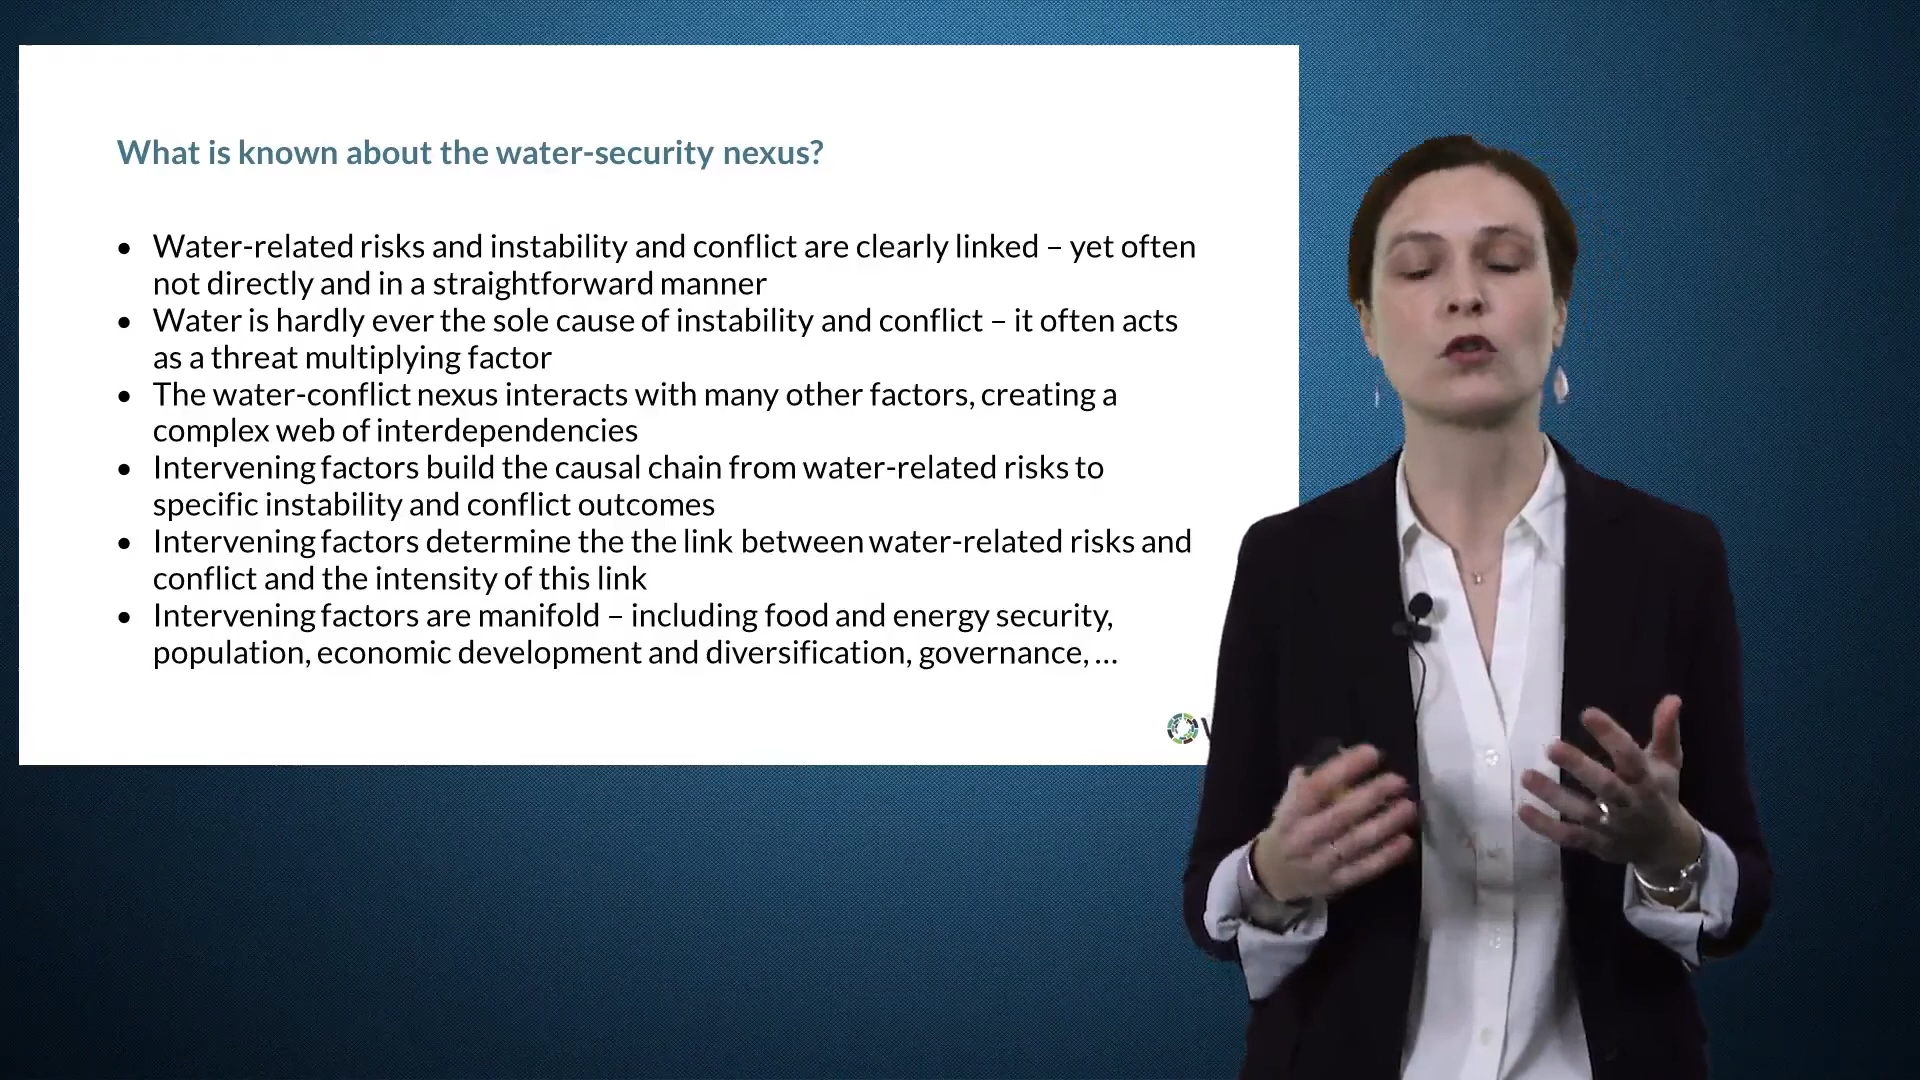 What is known about the water-security nexus?
• Water-related risks and instability and conflict are clearly linked – yet often
not directly and in a straightforward manner
• Water is hardly ever the sole cause of instability and conflict – it often acts
as a threat multiplying factor
• The water-conflict nexus interacts with many other factors, creating a
complex web of interdependencies
• Intervening factors build the causal chain from water-related risks to
specific instability and conflict outcomes
• Intervening factors determine the the link between water-related risks and
conflict and the intensity of this link
• Intervening factors are manifold – including food and energy security,
population, economic development and diversification, governance, ...